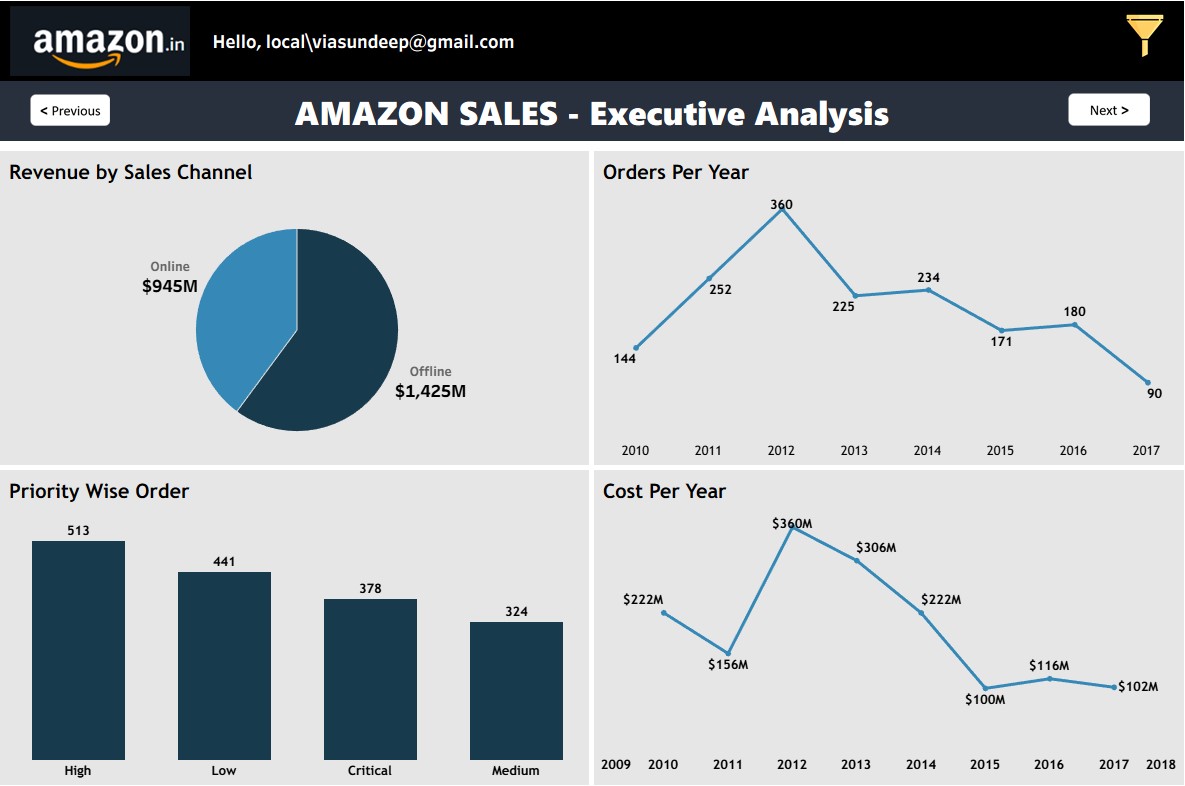 amazon.in
Hello, local\viasundeep@gmail.com
< Previous
AMAZON SALES - Executive Analysis
Next >
Revenue by Sales Channel
Online
$945M
Offline
$1,425M
Orders Per Year
360
252
234
225
180
171
144
90
2010 2011 2012 2013 2014 2015 2016 2017
Priority Wise Order
513
441
378
324
High Low Critical Medium
Cost Per Year
$360M
$306M
$222M
$222M
$156M
$116M
$102M
$100M
2009 2010 2011 2012 2013 2014 2015 2016 2017 2018